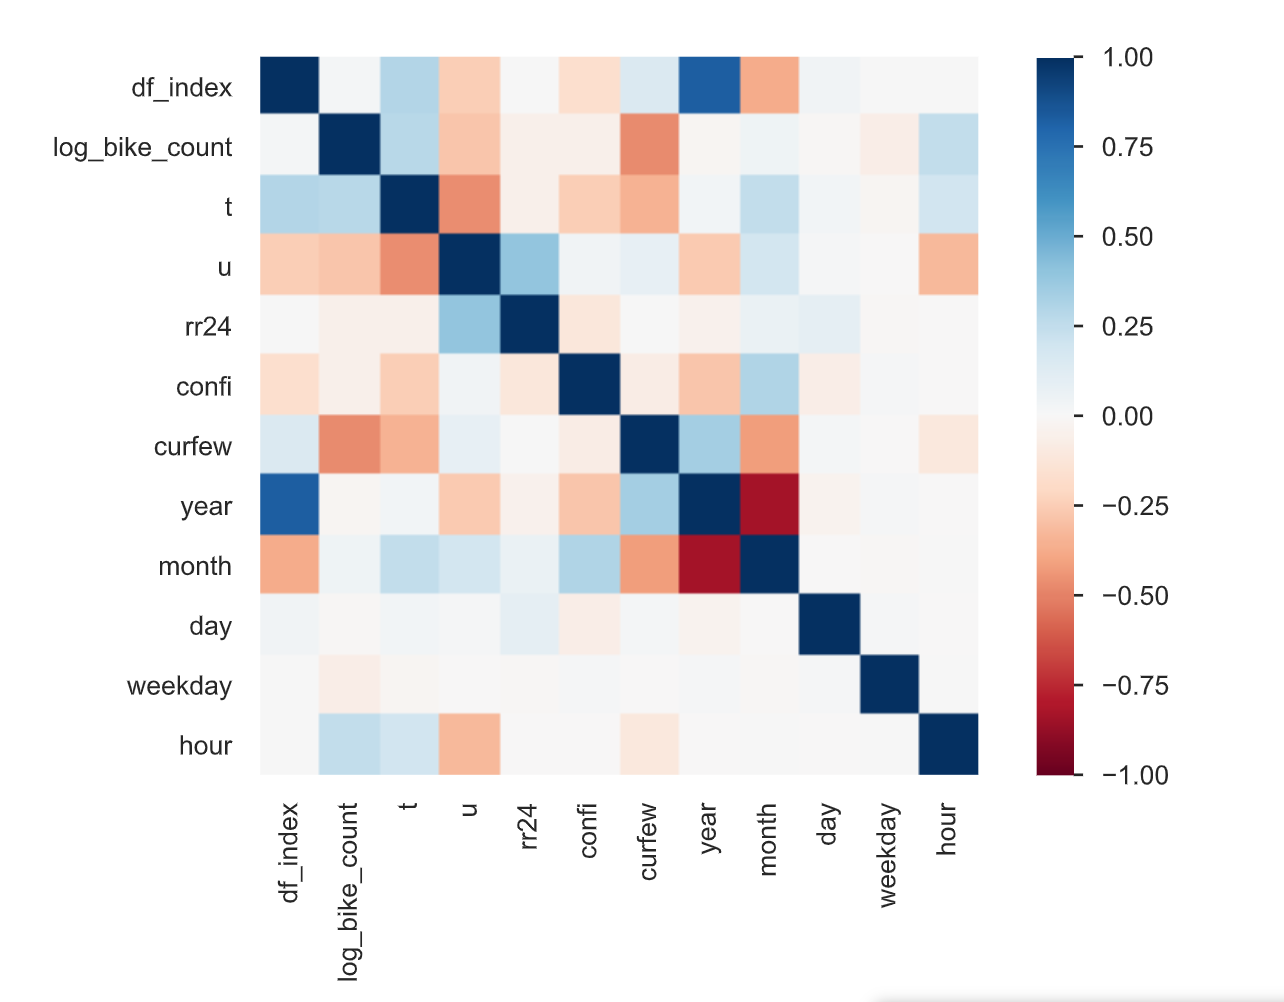 df_index
log_bike_count
t
u
rr24
confi
curfew
year
month
day
weekday
hour
df_index
log_bike_count
t
u
rr24
confi
curfew
year
month
day
weekday
hour
1.00
0.75
0.50
0.25
0.00
−0.25
−0.50
−0.75
−1.00